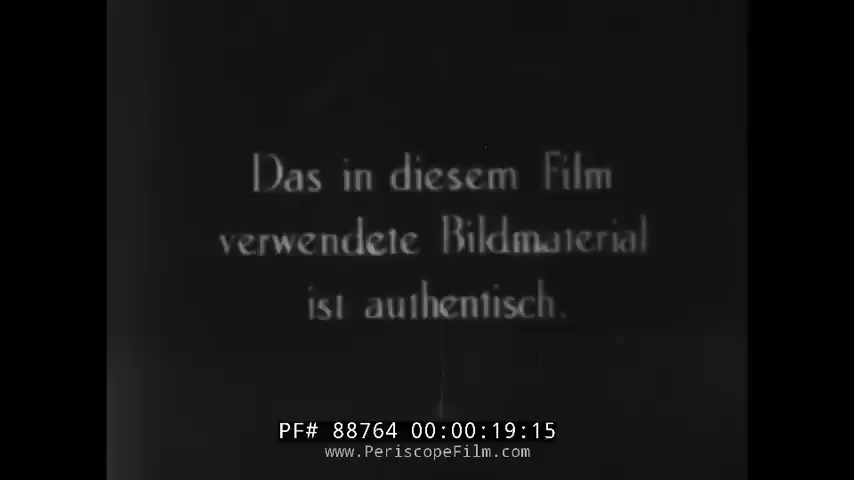 Das in diesem Film
verwendete Bildmaterial
ist authentisch.
PF# 88764 00:00:19:15
www.PeriscopeFilm.com